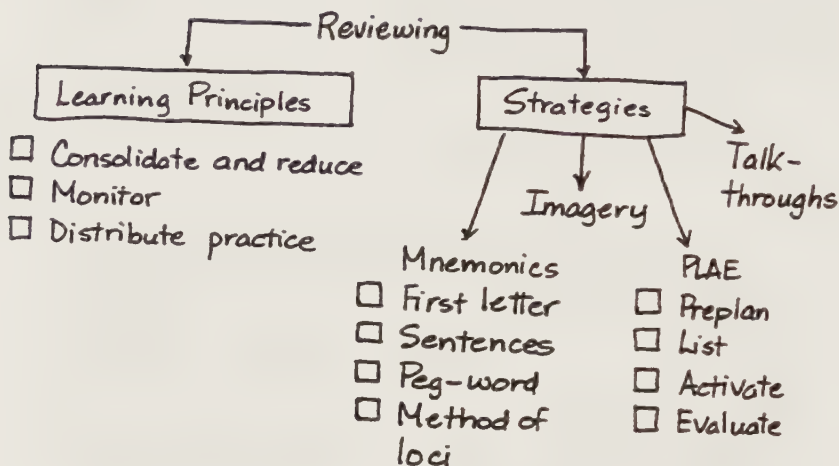 Reviewing
Learning Principles
☐ Consolidate and reduce
☐ Monitor
☐ Distribute practice
Strategies
Talk-
throughs
Imagery
Mnemonics
☐ First letter
☐ Sentences
☐ Peg-word
☐ Method of
loci
PLAE
☐ Preplan
☐ List
☐ Activate
☐ Evaluate